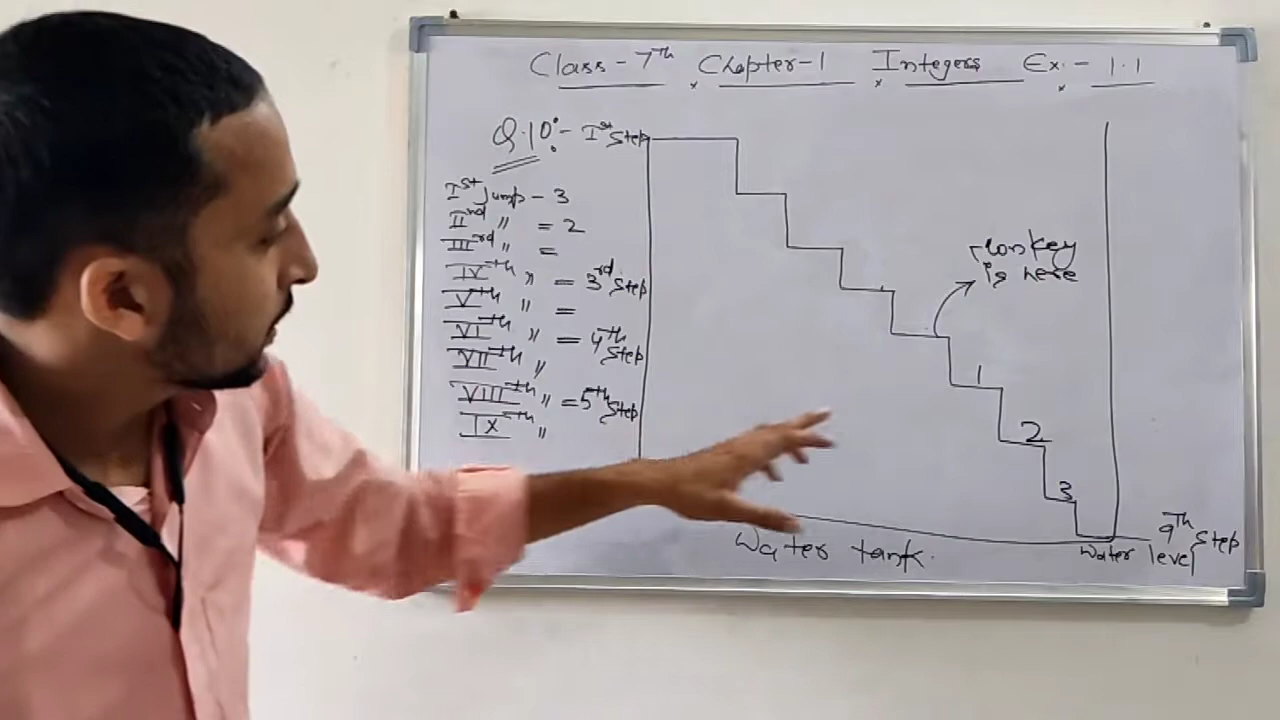 Class - 7th Chapter-1 Integers Ex. - 1.1
Q.10:- Ist Step
Ist Jump - 3
IInd " = 2
IIIrd " =
IVth " = 3rd Step
Vth " =
VIth " = 4th Step
VIIth "
VIIIth " = 5th Step
IXth "
Monkey
is here
1
2
3
9th Step
Water level
Water tank.